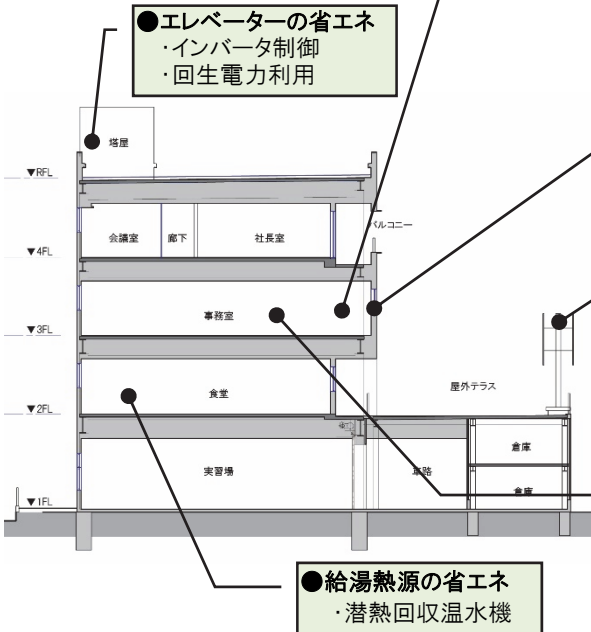 ●エレベーターの省エネ
・インバータ制御
・回生電力利用
塔屋
▼RFL
会議室 廊下 社長室 バルコニー
▼4FL
事務室
▼3FL
食堂 屋外テラス
▼2FL
実習場 車路 倉庫
倉庫
▼1FL
●給湯熱源の省エネ
・潜熱回収温水機